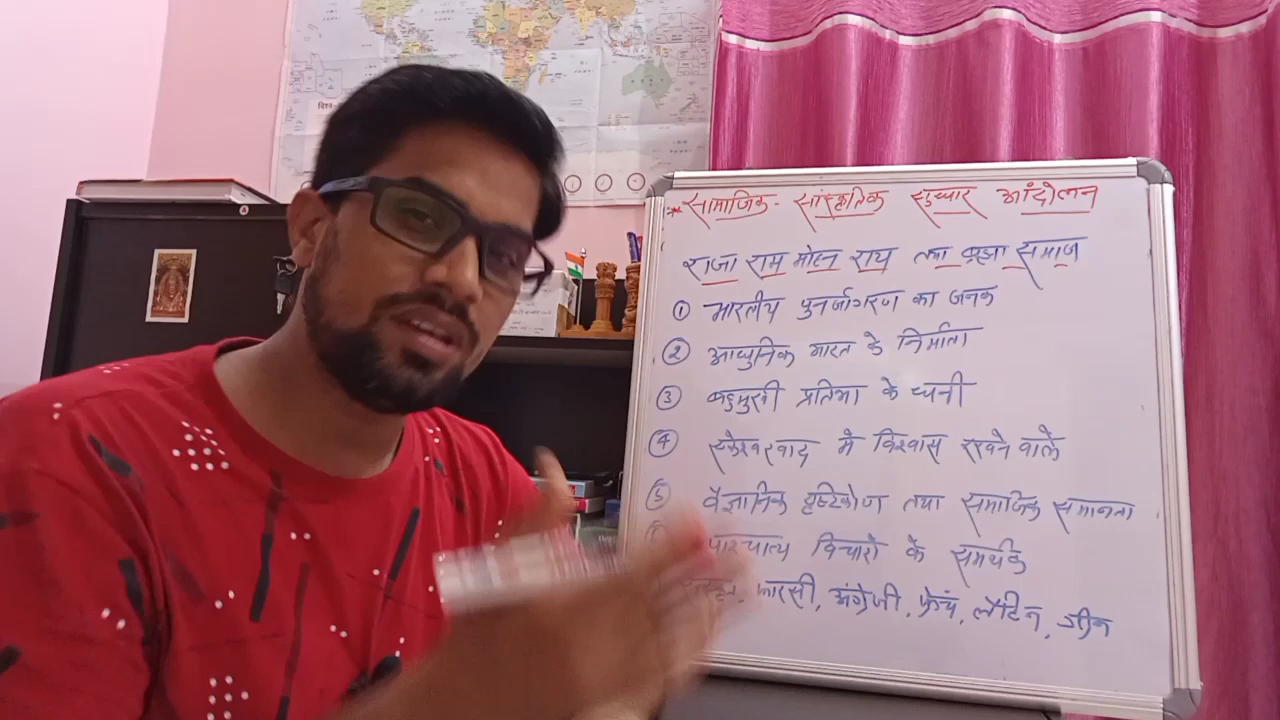 विश्व
* सामाजिक - सांस्कृतिक सुधार आंदोलन
राजा राम मोहन राय तथा ब्रह्म समाज
① भारतीय पुनर्जागरण का जनक
② आधुनिक भारत के निर्माता
③ बहुमुखी प्रतिभा के धनी
④ एकेश्वरवाद मे विश्वास रखने वाले
⑤ वैज्ञानिक दृष्टिकोण तथा समाजिक समानता
पाश्चात्य विचारो के समर्थक
फारसी, अंग्रेजी, फ्रेंच, लैटिन, ग्रीक